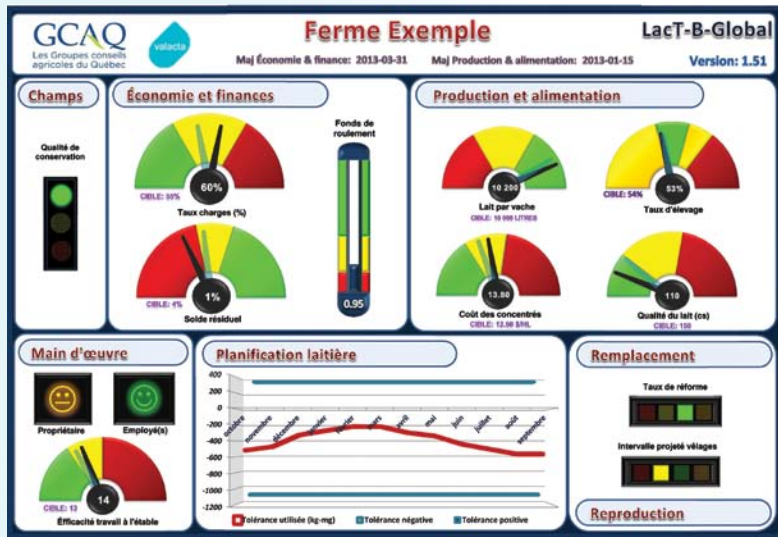 GCAQ
Les Groupes conseils
agricoles du Québec
valacta
Ferme Exemple
LacT-B-Global
Maj Économie & finance: 2013-03-31
Maj Production & alimentation: 2013-01-15
Version: 1.51
Champs
Qualité de
conservation
Économie et finances
60%
CIBLE: 55%
Taux charges (%)
1%
CIBLE: 4%
Solde résiduel
Fonds de
roulement
0.95
Production et alimentation
10 200
Lait par vache
CIBLE: 10 000 LITRES
53%
CIBLE: 54%
Taux d'élevage
13.80
Coût des concentrés
CIBLE: 12.50 $/HL
110
Qualité du lait (cs)
CIBLE: 150
Main d'œuvre
Propriétaire
Employé(s)
14
CIBLE: 13
Éfficacité travail à l'étable
Planification laitière
400
200
0
-200
-400
-600
-800
-1000
-1200
octobre
novembre
décembre
janvier
février
mars
avril
mai
juin
juillet
août
septembre
Tolérance utilisée (kg-mg)
Tolérance négative
Tolérance positive
Remplacement
Taux de réforme
Intervalle projeté vêlages
Reproduction